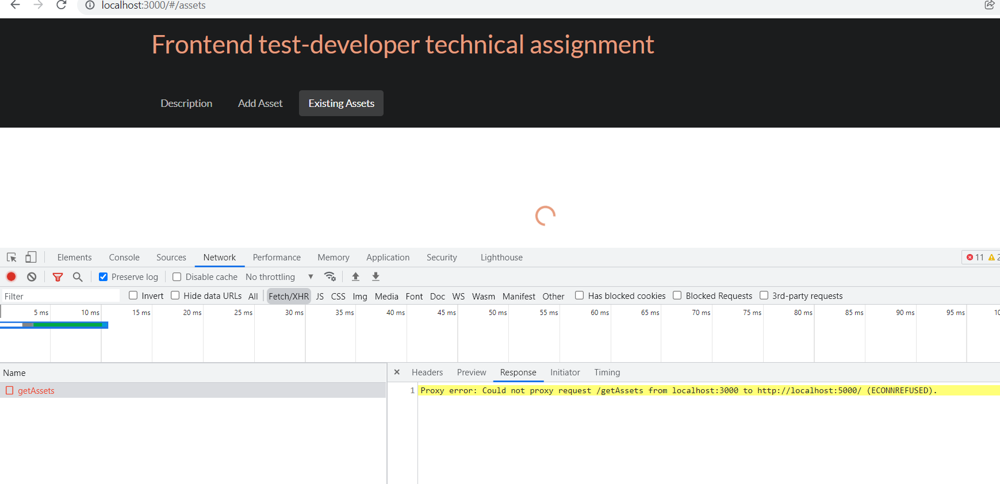 localhost:3000/#/assets
Frontend test-developer technical assignment
Description Add Asset Existing Assets
Elements Console Sources Network Performance Memory Application Security Lighthouse 11 2
Preserve log Disable cache No throttling
Filter Invert Hide data URLs All Fetch/XHR JS CSS Img Media Font Doc WS Wasm Manifest Other Has blocked cookies Blocked Requests 3rd-party requests
5 ms 10 ms 15 ms 20 ms 25 ms 30 ms 35 ms 40 ms 45 ms 50 ms 55 ms 60 ms 65 ms 70 ms 75 ms 80 ms 85 ms 90 ms 95 ms 10
Name Headers Preview Response Initiator Timing
getAssets 1 Proxy error: Could not proxy request /getAssets from localhost:3000 to http://localhost:5000/ (ECONNREFUSED).